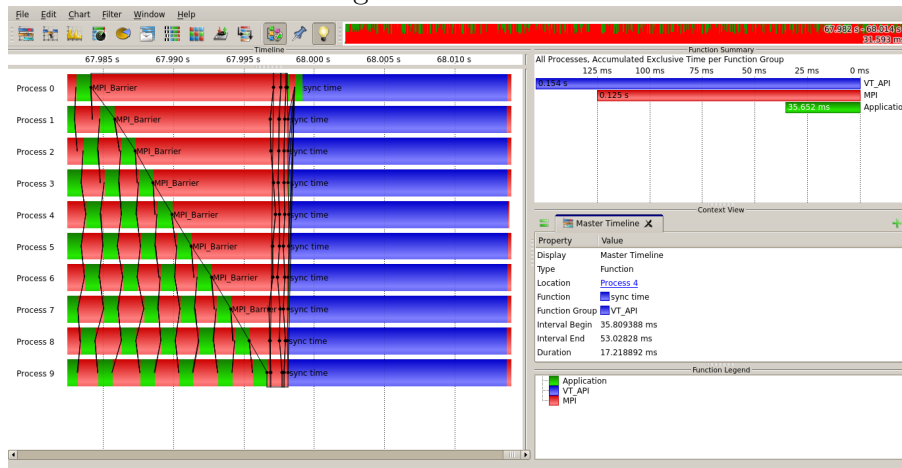 File Edit Chart Filter Window Help
67.982 s - 68.014 s
31.593 m
Timeline
67.985 s 67.990 s 67.995 s 68.000 s 68.005 s 68.010 s
Process 0 MPI_Barrier sync time
Process 1 MPI_Barrier sync time
Process 2 MPI_Barrier sync time
Process 3 MPI_Barrier sync time
Process 4 MPI_Barrier sync time
Process 5 MPI_Barrier sync time
Process 6 MPI_Barrier sync time
Process 7 MPI_Barrier sync time
Process 8 sync time
Process 9 sync time
Function Summary
All Processes, Accumulated Exclusive Time per Function Group
125 ms 100 ms 75 ms 50 ms 25 ms 0 ms
0.154 s VT_API
0.125 s MPI
35.652 ms Applicatio
Context View
Master Timeline
Property Value
Display Master Timeline
Type Function
Location Process 4
Function sync time
Function Group VT_API
Interval Begin 35.809388 ms
Interval End 53.02828 ms
Duration 17.218892 ms
Function Legend
Application
VT_API
MPI